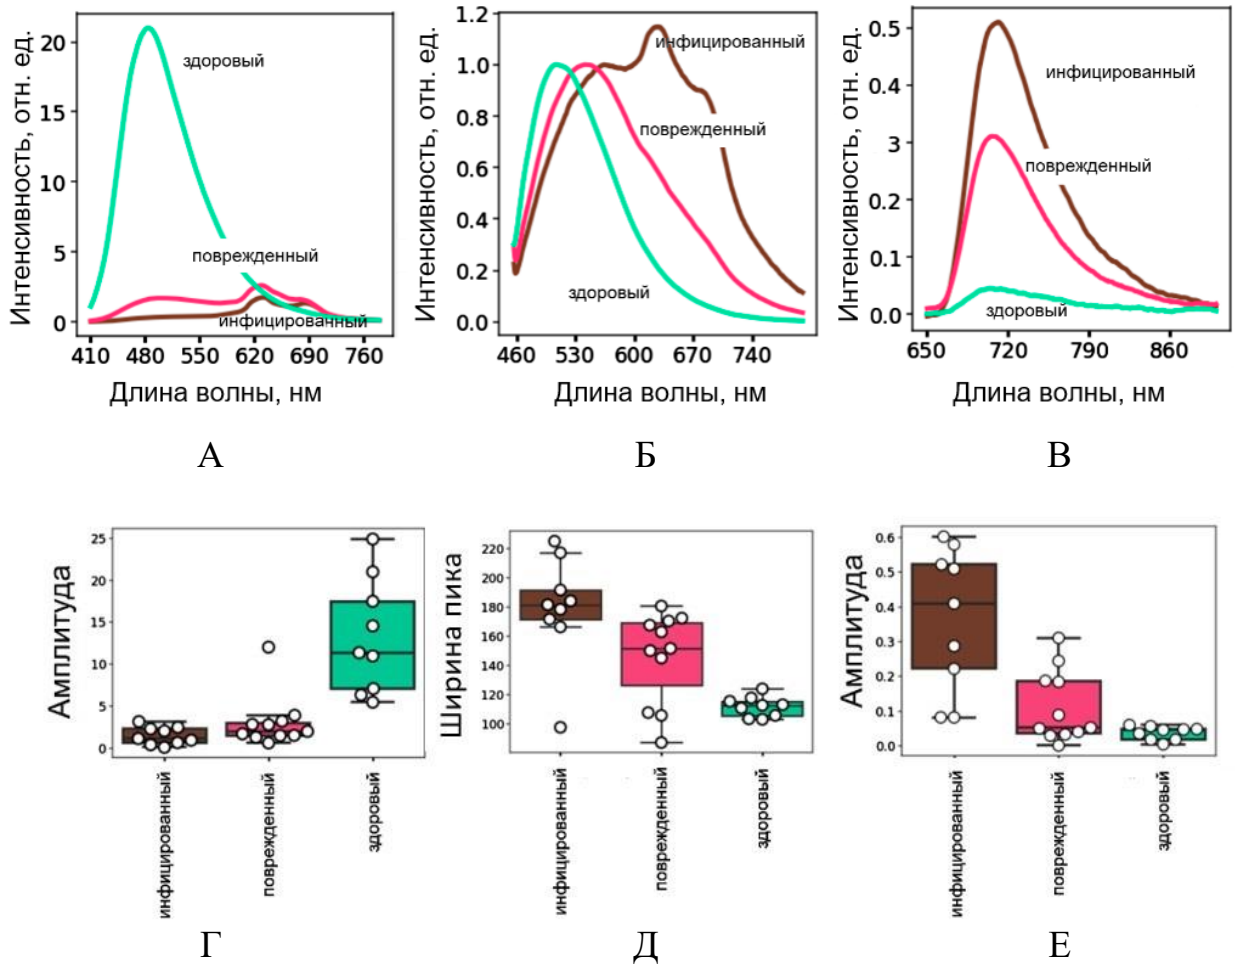 Интенсивность, отн. ед.
20
15
10
5
0
здоровый
поврежденный
инфицированный
410 480 550 620 690 760
Длина волны, нм
А
Интенсивность, отн. ед.
1.2
1.0
0.8
0.6
0.4
0.2
0.0
инфицированный
поврежденный
здоровый
460 530 600 670 740
Длина волны, нм
Б
Интенсивность, отн. ед.
0.5
0.4
3
0.2
0.1
0.0
инфицированный
поврежденный
здоровый
650 720 790 860
Длина волны, нм
В
Амплитуда
25
20
15
10
5
0
инфицированный
поврежденный
здоровый
Г
Ширина пика
220
200
180
160
140
120
100
инфицированный
поврежденный
здоровый
Д
Амплитуда
0.6
0.5
0.4
0.3
0.2
0.1
0.0
инфицированный
поврежденный
здоровый
Е